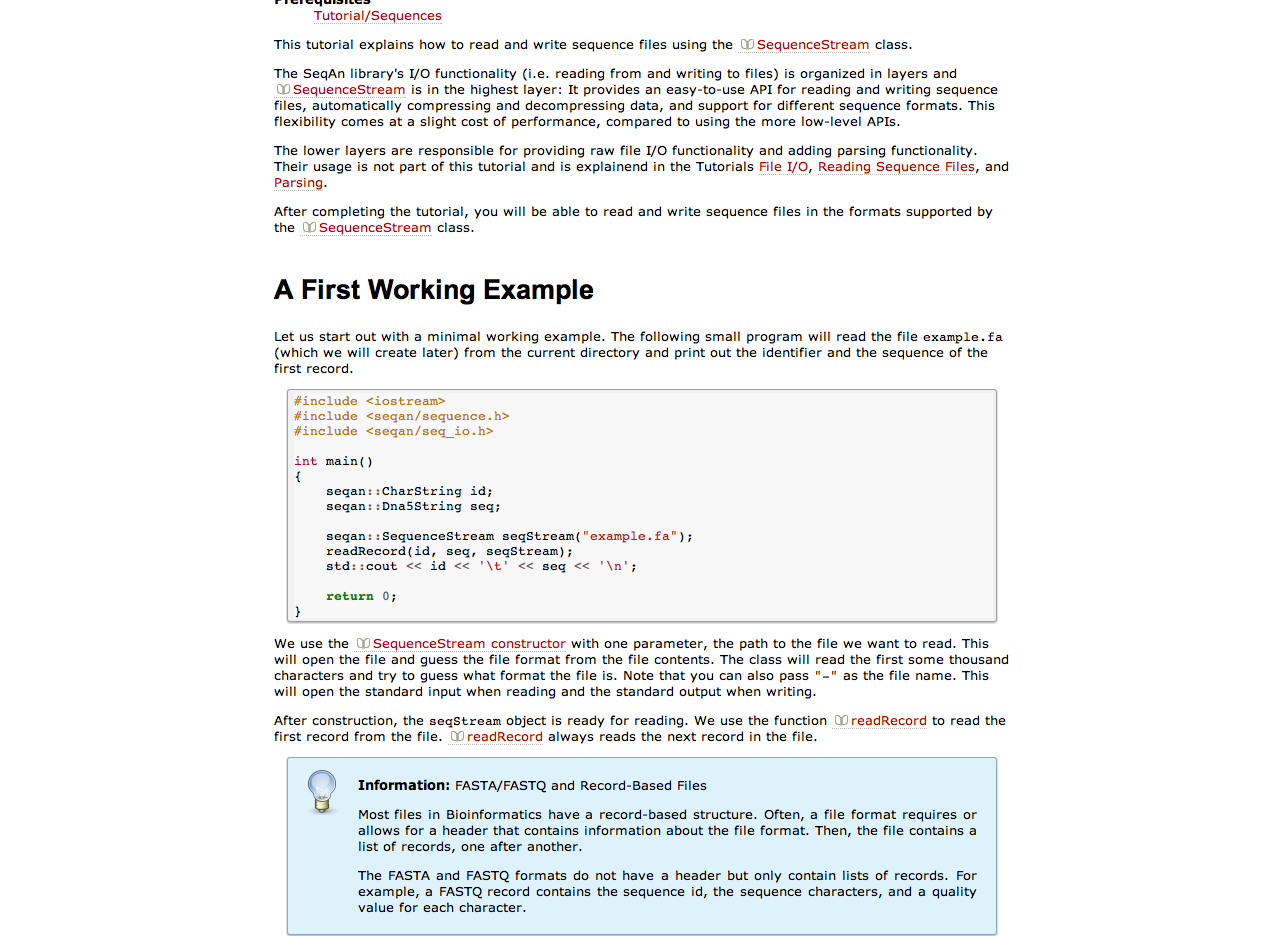 Prerequisites
Tutorial/Sequences
This tutorial explains how to read and write sequence files using the SequenceStream class.
The SeqAn library's I/O functionality (i.e. reading from and writing to files) is organized in layers and
SequenceStream is in the highest layer: It provides an easy-to-use API for reading and writing sequence
files, automatically compressing and decompressing data, and support for different sequence formats. This
flexibility comes at a slight cost of performance, compared to using the more low-level APIs.
The lower layers are responsible for providing raw file I/O functionality and adding parsing functionality.
Their usage is not part of this tutorial and is explainend in the Tutorials File I/O, Reading Sequence Files, and
Parsing.
After completing the tutorial, you will be able to read and write sequence files in the formats supported by
the SequenceStream class.
A First Working Example
Let us start out with a minimal working example. The following small program will read the file example.fa
(which we will create later) from the current directory and print out the identifier and the sequence of the
first record.
#include <iostream>
#include <seqan/sequence.h>
#include <seqan/seq_io.h>
int main()
{
    seqan::CharString id;
    seqan::Dna5String seq;
    seqan::SequenceStream seqStream("example.fa");
    readRecord(id, seq, seqStream);
    std::cout << id << '\t' << seq << '\n';
    return 0;
}
We use the SequenceStream constructor with one parameter, the path to the file we want to read. This
will open the file and guess the file format from the file contents. The class will read the first some thousand
characters and try to guess what format the file is. Note that you can also pass "-" as the file name. This
will open the standard input when reading and the standard output when writing.
After construction, the seqStream object is ready for reading. We use the function readRecord to read the
first record from the file. readRecord always reads the next record in the file.
Information: FASTA/FASTQ and Record-Based Files
Most files in Bioinformatics have a record-based structure. Often, a file format requires or
allows for a header that contains information about the file format. Then, the file contains a
list of records, one after another.
The FASTA and FASTQ formats do not have a header but only contain lists of records. For
example, a FASTQ record contains the sequence id, the sequence characters, and a quality
value for each character.